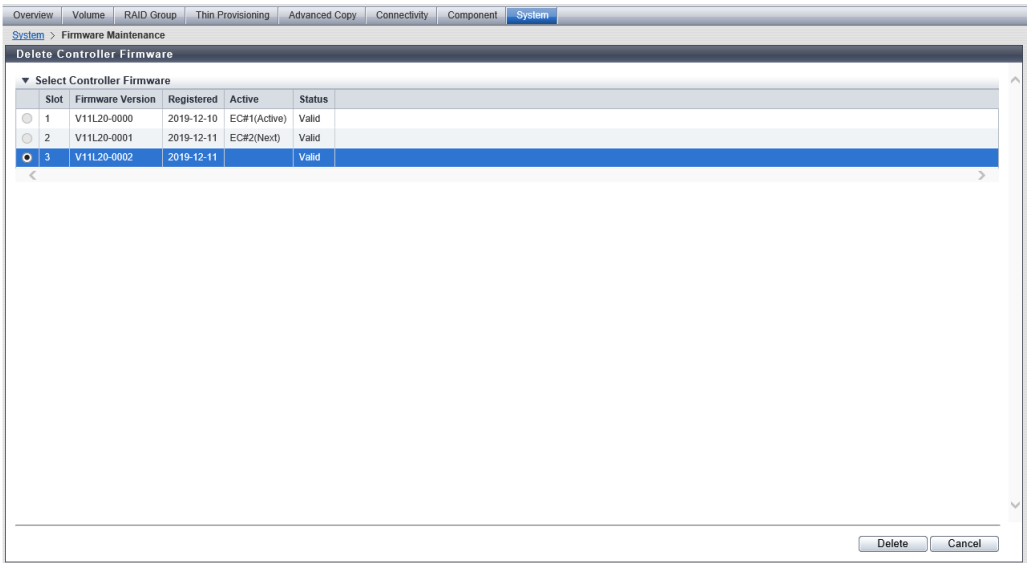 Overview Volume RAID Group Thin Provisioning Advanced Copy Connectivity Component System
System > Firmware Maintenance
Delete Controller Firmware
▼ Select Controller Firmware
Slot Firmware Version Registered Active Status
1 V11L20-0000 2019-12-10 EC#1(Active) Valid
2 V11L20-0001 2019-12-11 EC#2(Next) Valid
3 V11L20-0002 2019-12-11 Valid
Delete Cancel